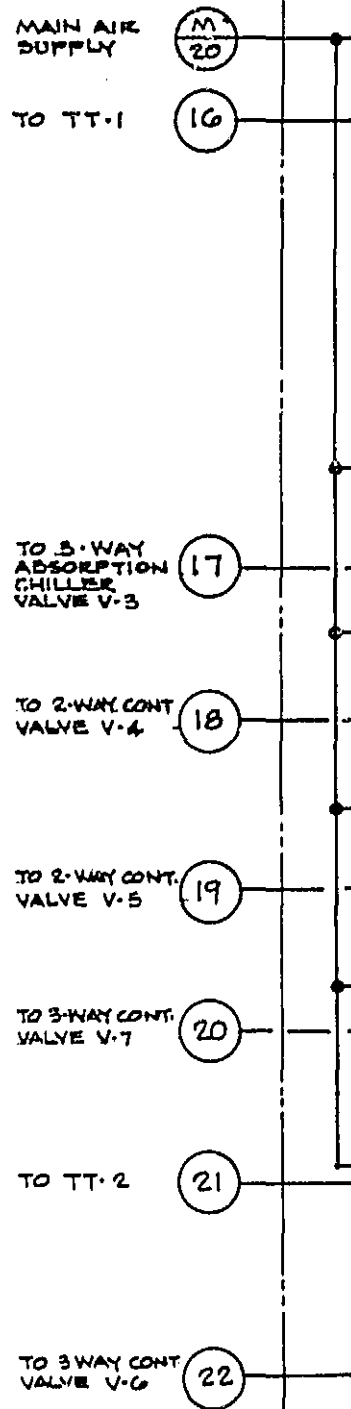 MAIN AIR
SUPPLY
M
20
TO TT-1
16
TO 3-WAY
ABSORPTION
CHILLER
VALVE V-3
17
TO 2-WAY CONT
VALVE V-4
18
TO 2-WAY CONT.
VALVE V-5
19
TO 3-WAY CONT.
VALVE V-7
20
TO TT-2
21
TO 3 WAY CONT
VALVE V-6
22